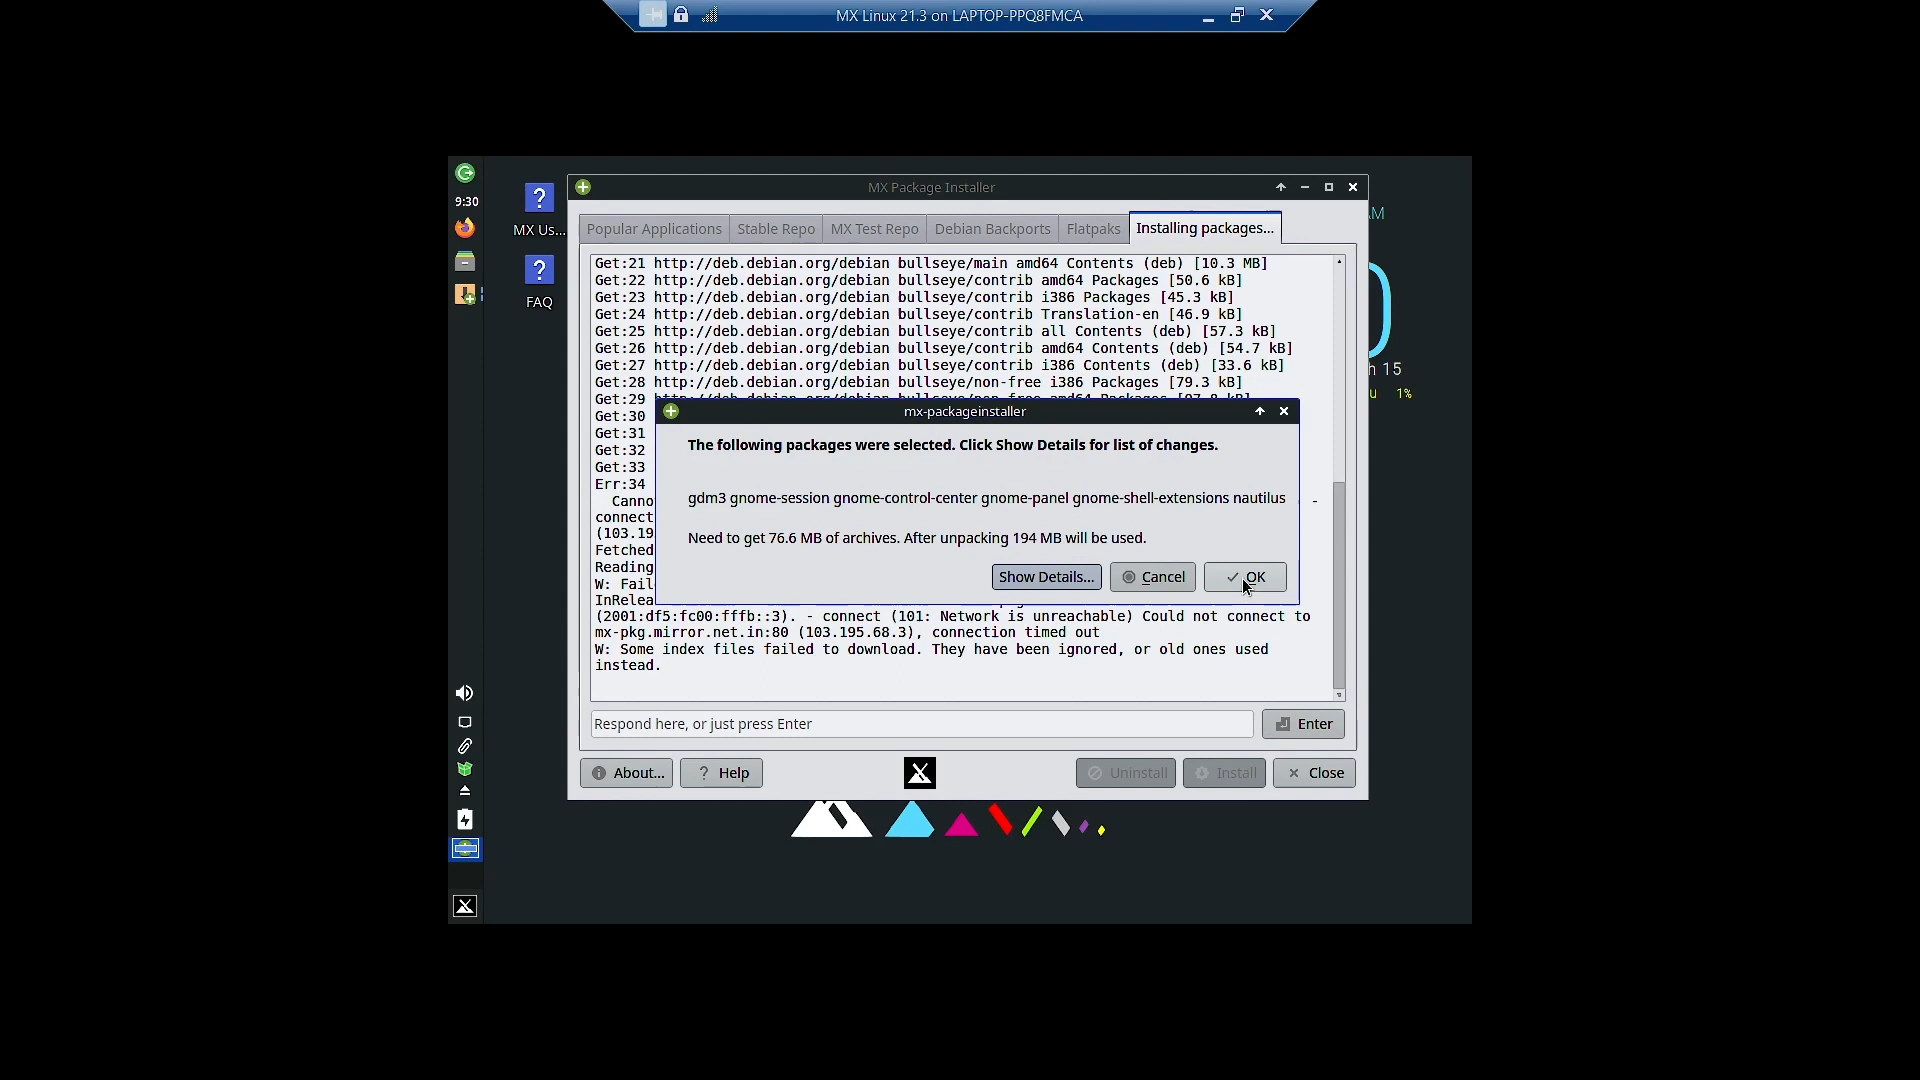 MX Linux 21.3 on LAPTOP-PPQ8FMCA
9:30
MX Us...
FAQ
MX Package Installer
Popular Applications
Stable Repo
MX Test Repo
Debian Backports
Flatpaks
Installing packages...
Get:21 http://deb.debian.org/debian bullseye/main amd64 Contents (deb) [10.3 MB]
Get:22 http://deb.debian.org/debian bullseye/contrib amd64 Packages [50.6 kB]
Get:23 http://deb.debian.org/debian bullseye/contrib i386 Packages [45.3 kB]
Get:24 http://deb.debian.org/debian bullseye/contrib Translation-en [46.9 kB]
Get:25 http://deb.debian.org/debian bullseye/contrib all Contents (deb) [57.3 kB]
Get:26 http://deb.debian.org/debian bullseye/contrib amd64 Contents (deb) [54.7 kB]
Get:27 http://deb.debian.org/debian bullseye/contrib i386 Contents (deb) [33.6 kB]
Get:28 http://deb.debian.org/debian bullseye/non-free i386 Packages [79.3 kB]
Get:29
Get:30
Get:31
Get:32
Get:33
Err:34
Canno
-
connect
(103.19
Fetched
Reading
W: Fail
InRelea
(2001:df5:fc00:fffb::3). - connect (101: Network is unreachable) Could not connect to
mx-pkg.mirror.net.in:80 (103.195.68.3), connection timed out
W: Some index files failed to download. They have been ignored, or old ones used
instead.
mx-packageinstaller
The following packages were selected. Click Show Details for list of changes.
gdm3 gnome-session gnome-control-center gnome-panel gnome-shell-extensions nautilus
Need to get 76.6 MB of archives. After unpacking 194 MB will be used.
Show Details...
Cancel
OK
Respond here, or just press Enter
Enter
About...
Help
Uninstall
Install
Close
AM
h 15
u 1%